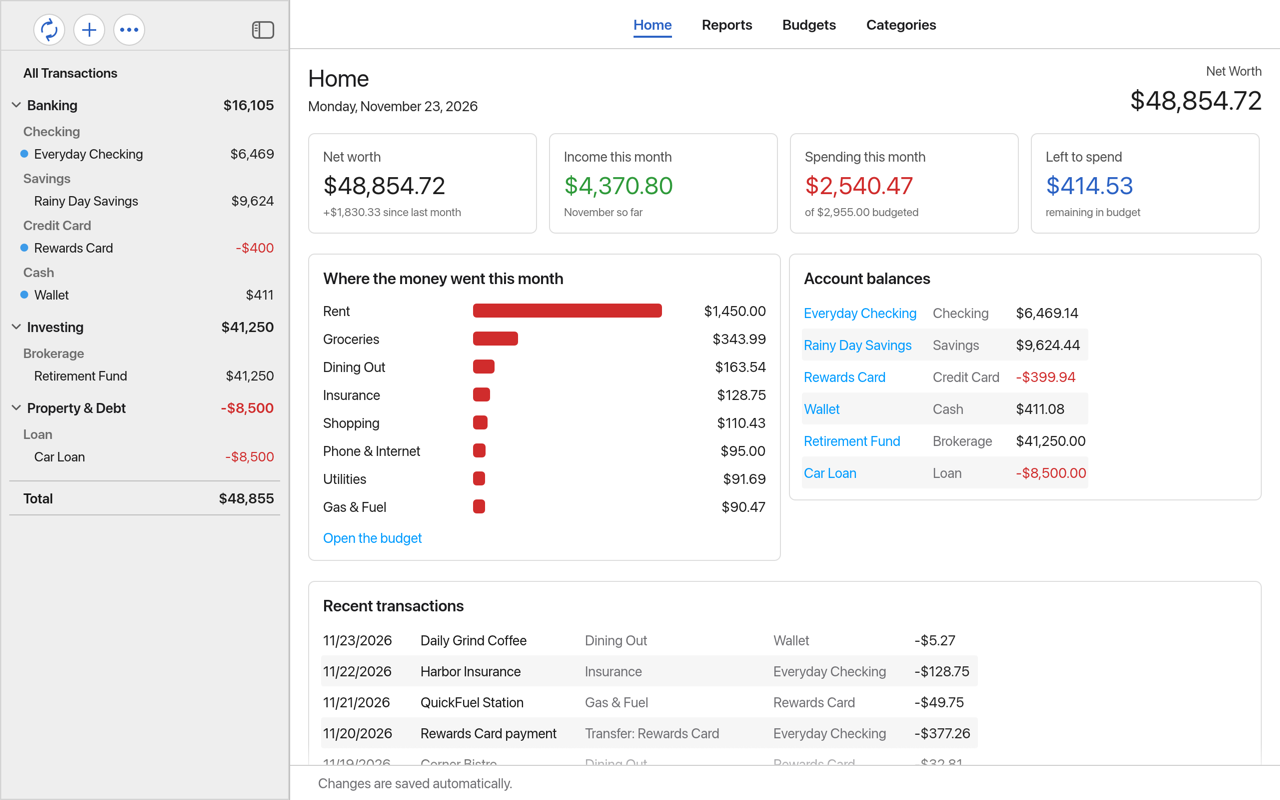 Home Reports Budgets Categories
All Transactions
Banking $16,105
Checking
Everyday Checking $6,469
Savings
Rainy Day Savings $9,624
Credit Card
Rewards Card -$400
Cash
Wallet $411
Investing $41,250
Brokerage
Retirement Fund $41,250
Property & Debt -$8,500
Loan
Car Loan -$8,500
Total $48,855
Home
Monday, November 23, 2026
Net Worth
$48,854.72
Net worth
$48,854.72
+$1,830.33 since last month
Income this month
$4,370.80
November so far
Spending this month
$2,540.47
of $2,955.00 budgeted
Left to spend
$414.53
remaining in budget
Where the money went this month
Rent $1,450.00
Groceries $343.99
Dining Out $163.54
Insurance $128.75
Shopping $110.43
Phone & Internet $95.00
Utilities $91.69
Gas & Fuel $90.47
Open the budget
Account balances
Everyday Checking Checking $6,469.14
Rainy Day Savings Savings $9,624.44
Rewards Card Credit Card -$399.94
Wallet Cash $411.08
Retirement Fund Brokerage $41,250.00
Car Loan Loan -$8,500.00
Recent transactions
11/23/2026 Daily Grind Coffee Dining Out Wallet -$5.27
11/22/2026 Harbor Insurance Insurance Everyday Checking -$128.75
11/21/2026 QuickFuel Station Gas & Fuel Rewards Card -$49.75
11/20/2026 Rewards Card payment Transfer: Rewards Card Everyday Checking -$377.26
11/19/2026 Corner Bistro Dining Out Rewards Card -$32.81
Changes are saved automatically.